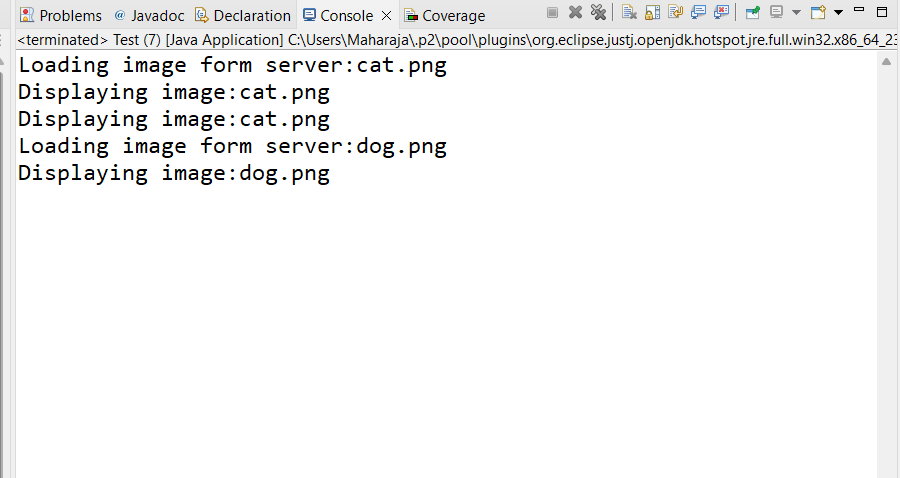 Problems @ Javadoc Declaration Console Coverage
<terminated> Test (7) [Java Application] C:\Users\Maharaja\.p2\pool\plugins\org.eclipse.justj.openjdk.hotspot.jre.full.win32.x86_64_23
Loading image form server:cat.png
Displaying image:cat.png
Displaying image:cat.png
Loading image form server:dog.png
Displaying image:dog.png